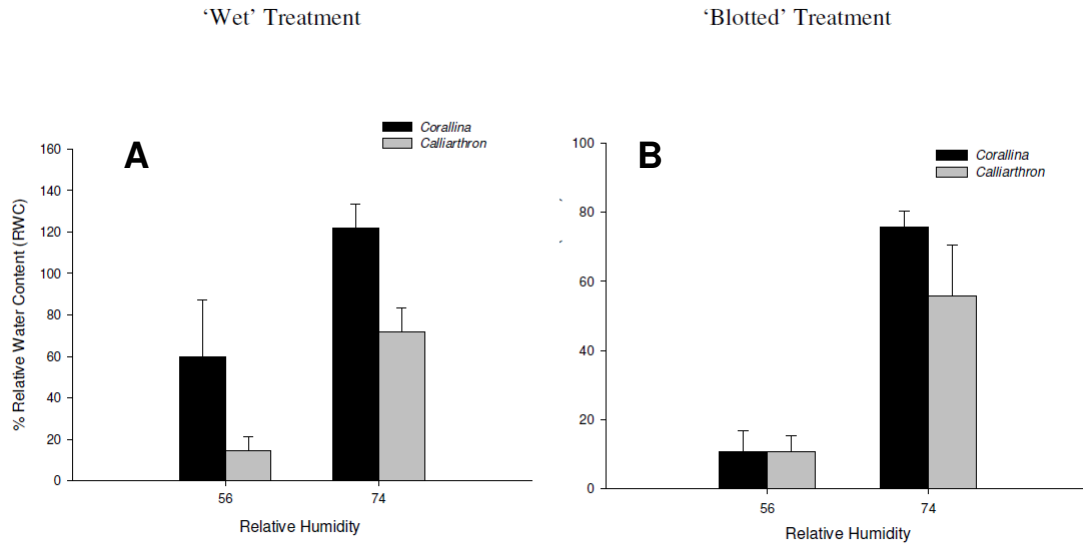 ‘Wet’ Treatment
‘Blotted’ Treatment
A
Corallina
Calliarthron
% Relative Water Content (RWC)
160
140
120
100
80
60
40
20
0
56
74
Relative Humidity
B
Corallina
Calliarthron
100
80
60
40
20
0
56
74
Relative Humidity